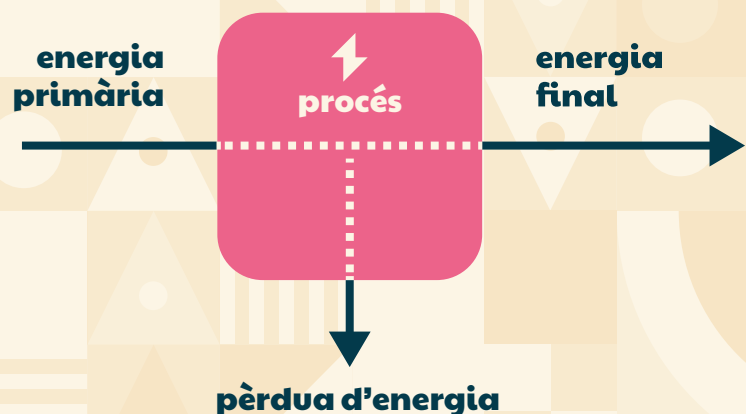 energia
primària
procés
energia
final
pèrdua d’energia